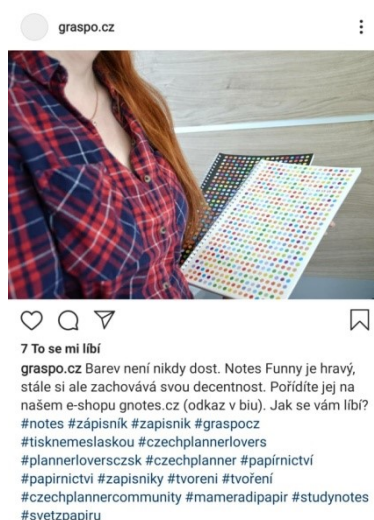 graspo.cz
7 To se mi líbí
graspo.cz Barev není nikdy dost. Notes Funny je hravý,
stále si ale zachovává svou decentnost. Pořídíte jej na
našem e-shopu gnotes.cz (odkaz v biu). Jak se vám líbí?
#notes #zápisník #zapisnik #graspocz
#tisknemeslaskou #czechplannerlovers
#plannerloversczsk #czechplanner #papírnictví
#papirnictvi #zapisniky #tvoreni #tvoření
#czechplannercommunity #mameradipapir #studynotes
#svetzpapiru